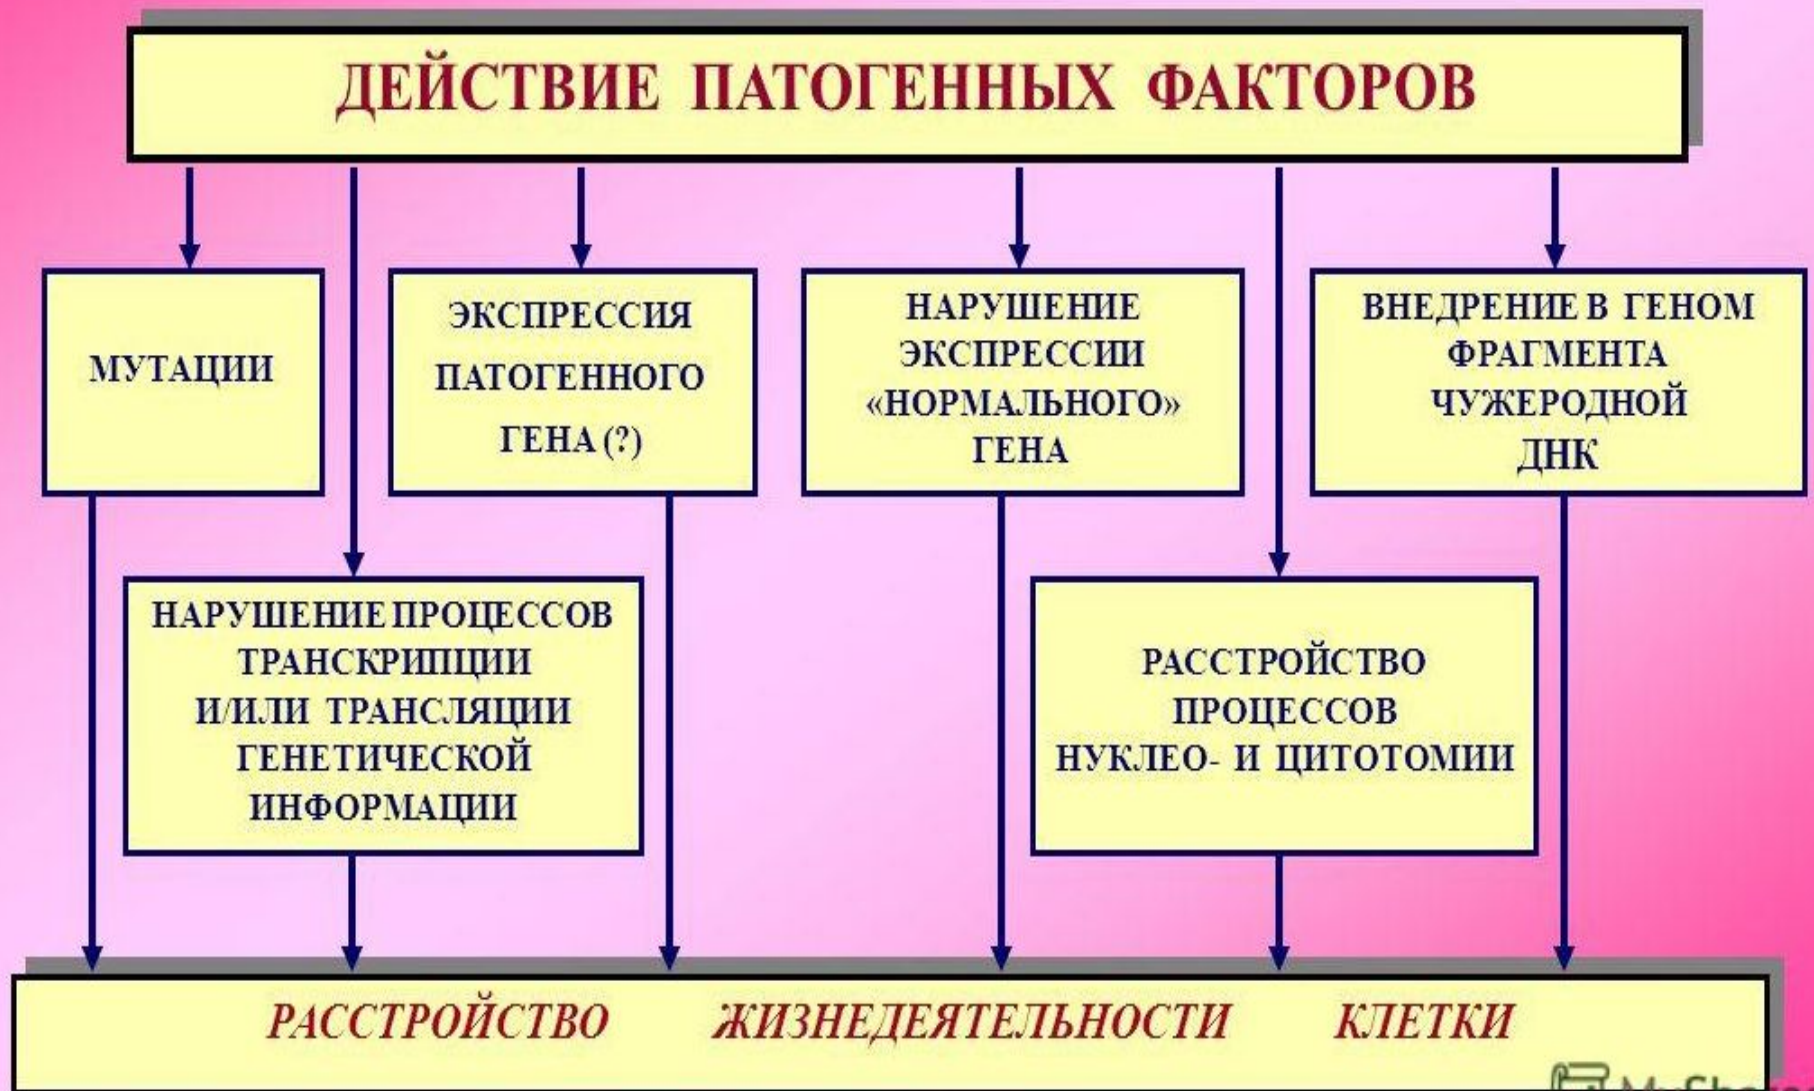 ДЕЙСТВИЕ ПАТОГЕННЫХ ФАКТОРОВ
МУТАЦИИ
ЭКСПРЕССИЯ
ПАТОГЕННОГО
ГЕНА (?)
НАРУШЕНИЕ
ЭКСПРЕССИИ
«НОРМАЛЬНОГО»
ГЕНА
ВНЕДРЕНИЕ В ГЕНОМ
ФРАГМЕНТА
ЧУЖЕРОДНОЙ
ДНК
НАРУШЕНИЕ ПРОЦЕССОВ
ТРАНСКРИПЦИИ
И/ИЛИ ТРАНСЛЯЦИИ
ГЕНЕТИЧЕСКОЙ
ИНФОРМАЦИИ
РАССТРОЙСТВО
ПРОЦЕССОВ
НУКЛЕО- И ЦИТОТОМИИ
РАССТРОЙСТВО ЖИЗНЕДЕЯТЕЛЬНОСТИ КЛЕТКИ